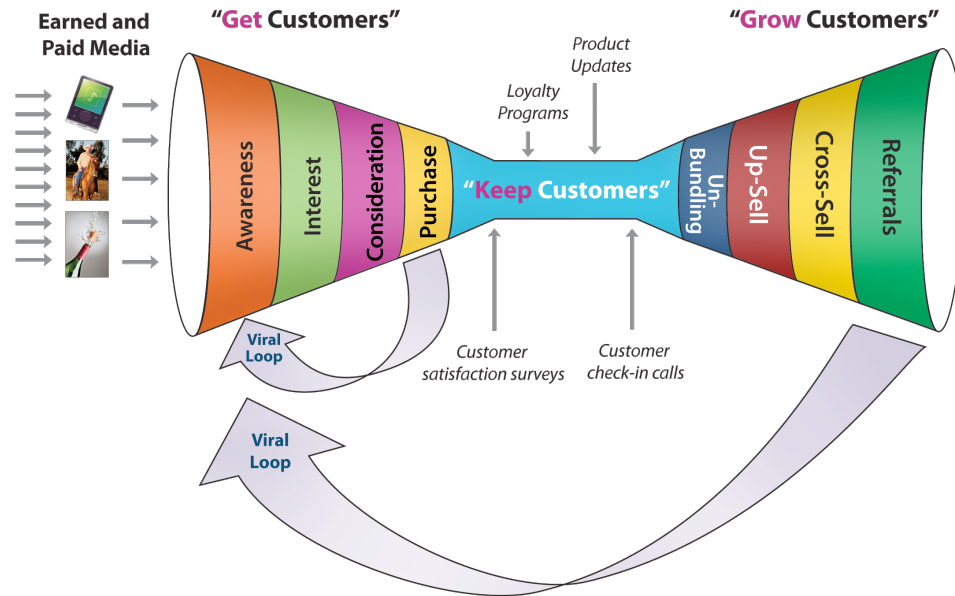 Earned and
Paid Media
“Get Customers”
“Grow Customers”
Product
Updates
Loyalty
Programs
Awareness
Interest
Consideration
Purchase
“Keep Customers”
Un-
Bundling
Up-Sell
Cross-Sell
Referrals
Viral
Loop
Customer
satisfaction surveys
Customer
check-in calls
Viral
Loop